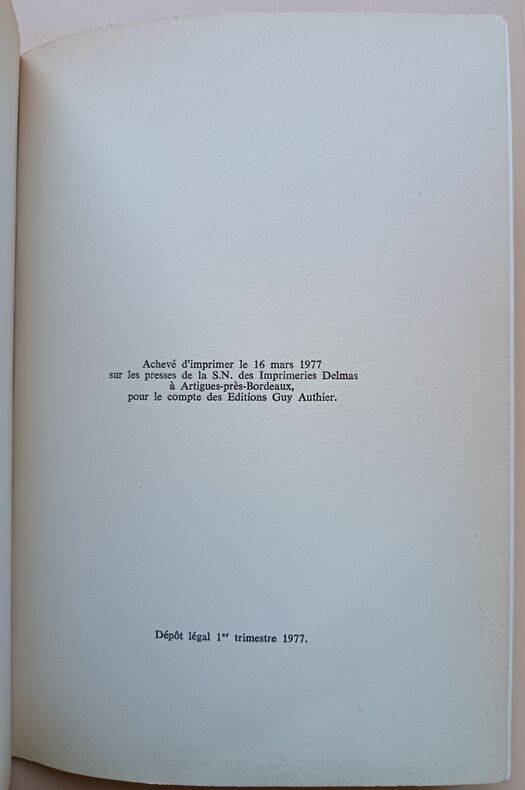 Achevé d'imprimer le 16 mars 1977
sur les presses de la S.N. des Imprimeries Delmas
à Artigues-près-Bordeaux,
pour le compte des Editions Guy Authier.
Dépôt légal 1er trimestre 1977.